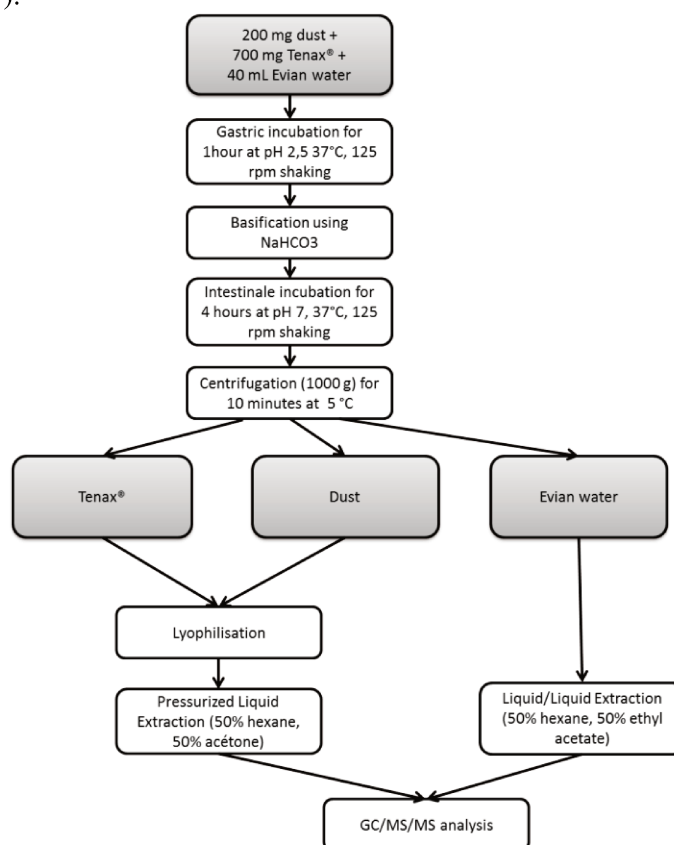 ).
200 mg dust +
700 mg Tenax® +
40 mL Evian water
Gastric incubation for
1hour at pH 2,5 37°C, 125
rpm shaking
Basification using
NaHCO3
Intestinale incubation for
4 hours at pH 7, 37°C, 125
rpm shaking
Centrifugation (1000 g) for
10 minutes at 5 °C
Tenax®
Dust
Evian water
Lyophilisation
Pressurized Liquid
Extraction (50% hexane,
50% acétone)
Liquid/Liquid Extraction
(50% hexane, 50% ethyl
acetate)
GC/MS/MS analysis